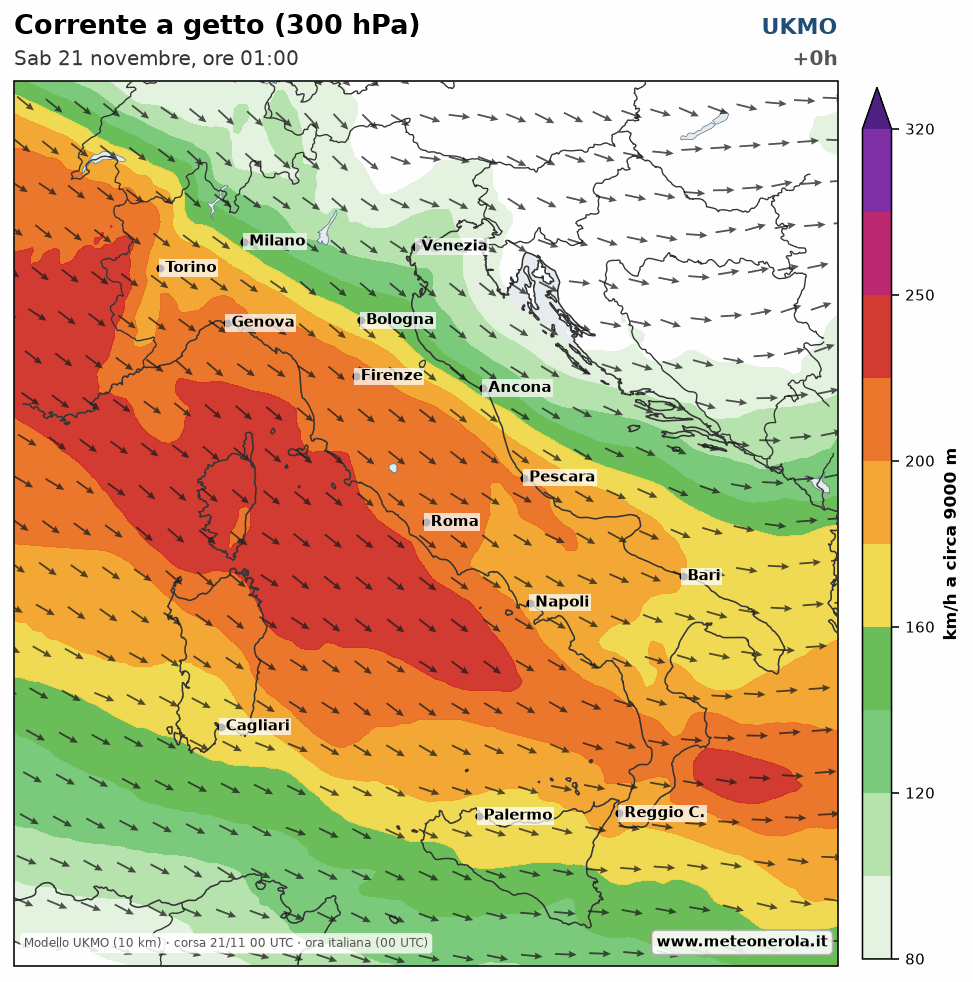 Corrente a getto (300 hPa)
UKMO
Sab 21 novembre, ore 01:00
+0h
Milano
Venezia
Torino
Genova
Bologna
Firenze
Ancona
Pescara
Roma
Bari
Napoli
Cagliari
Palermo
Reggio C.
320
250
200
160
120
80
km/h a circa 9000 m
Modello UKMO (10 km) · corsa 21/11 00 UTC · ora italiana (00 UTC)
www.meteonerola.it